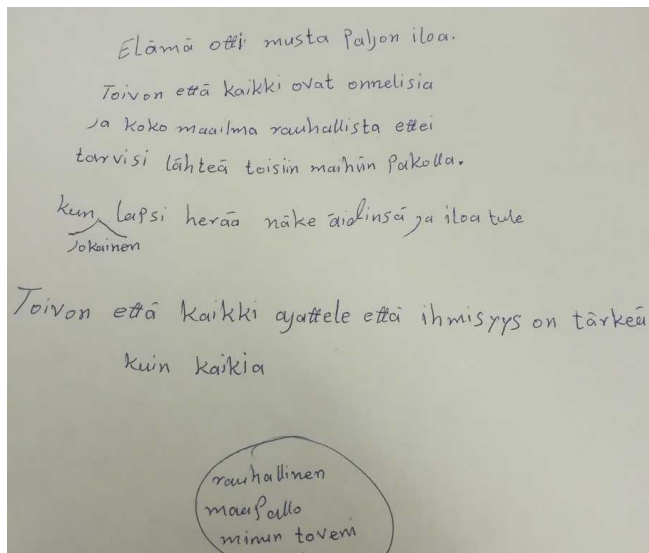 Elämä otti musta paljon iloa.
Toivon että kaikki ovat onnelisia
ja koko maailma rauhallista ettei
tarvisi lähteä toisiin maihiin pakolla.
kun lapsi herää näke äidinsä ja iloa tule
jokainen
Toivon että kaikki ajattele että ihmisyys on tärkeä
kuin kaikia
rauhallinen
maapallo
minun toveni